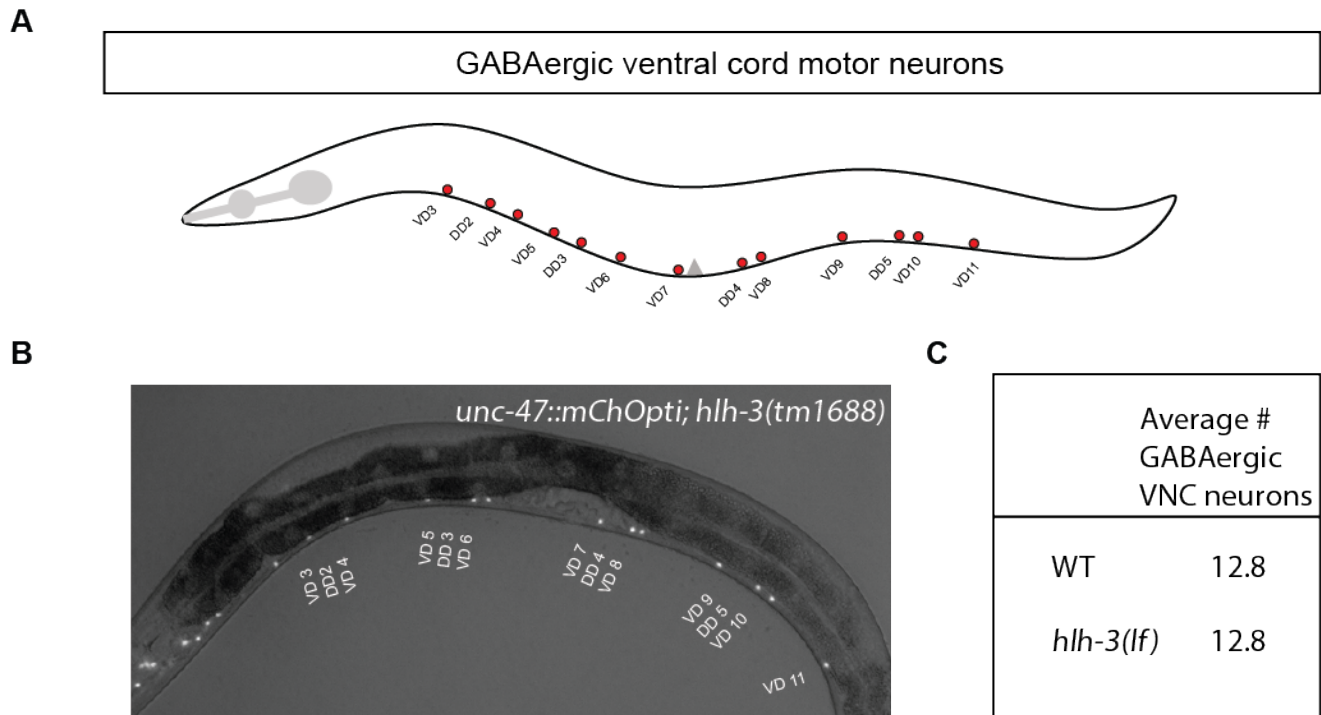 A
GABAergic ventral cord motor neurons
VD3
DD2
VD4
VD5
DD3
VD6
VD7
DD4
VD8
VD9
DD5
VD10
VD11
B
unc-47::mChOpti; hlh-3(tm1688)
VD 3
DD2
VD 4
VD 5
DD 3
VD 6
VD 7
DD 4
VD 8
VD 9
DD 5
VD 10
VD 11
C
Average #
GABAergic
VNC neurons
WT 12.8
hlh-3(lf) 12.8